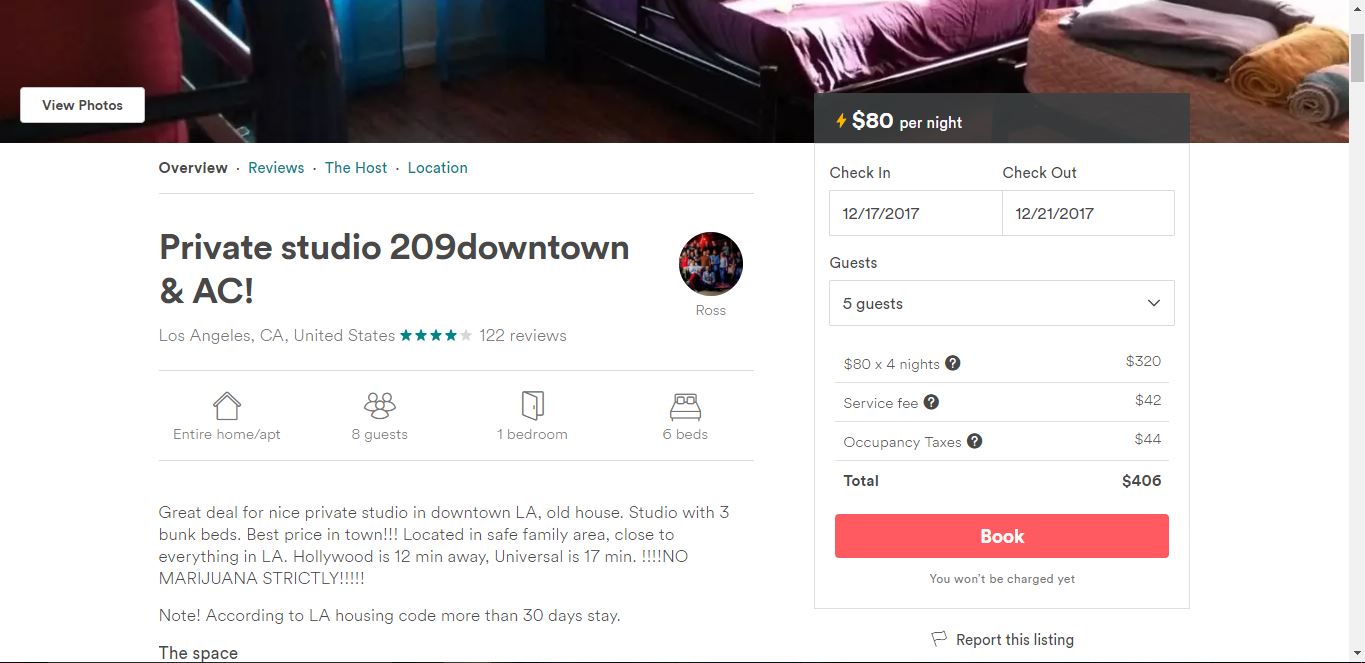 View Photos
$80 per night
Overview · Reviews · The Host · Location
Private studio 209downtown
& AC!
Ross
Los Angeles, CA, United States 122 reviews
Entire home/apt
8 guests
1 bedroom
6 beds
Great deal for nice private studio in downtown LA, old house. Studio with 3
bunk beds. Best price in town!!! Located in safe family area, close to
everything in LA. Hollywood is 12 min away, Universal is 17 min. !!!!NO
MARIJUANA STRICTLY!!!!!
Note! According to LA housing code more than 30 days stay.
The space
Check In
Check Out
12/17/2017
12/21/2017
Guests
5 guests
$80 x 4 nights ? $320
Service fee ? $42
Occupancy Taxes ? $44
Total $406
Book
You won't be charged yet
Report this listing